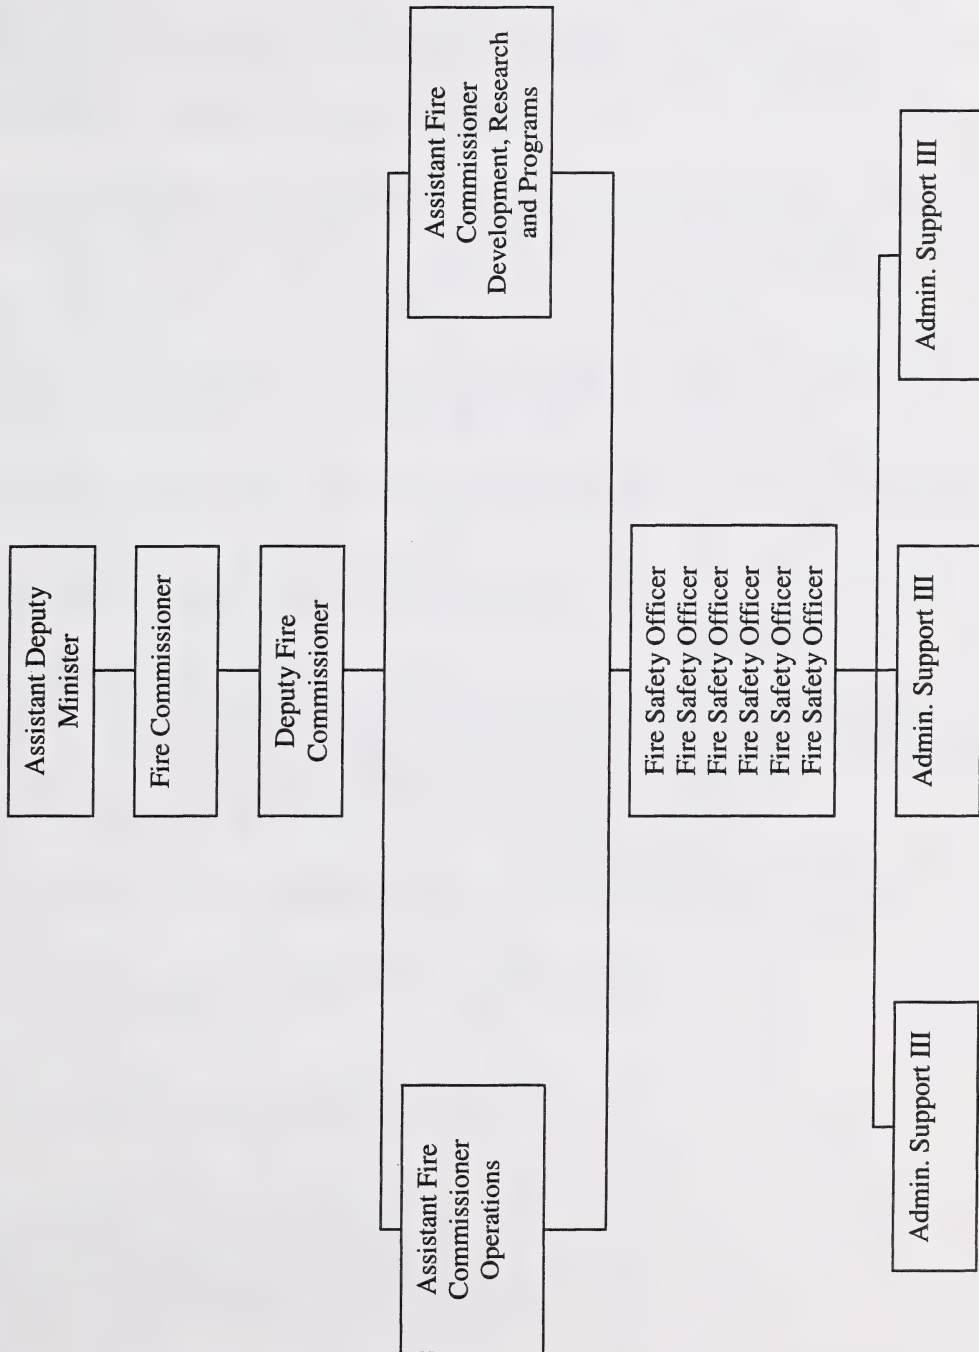 Assistant Deputy
Minister
Fire Commissioner
Deputy Fire
Commissioner
Assistant Fire
Commissioner
Operations
Assistant Fire
Commissioner
Development, Research
and Programs
Fire Safety Officer
Fire Safety Officer
Fire Safety Officer
Fire Safety Officer
Fire Safety Officer
Fire Safety Officer
Admin. Support III
Admin. Support III
Admin. Support III